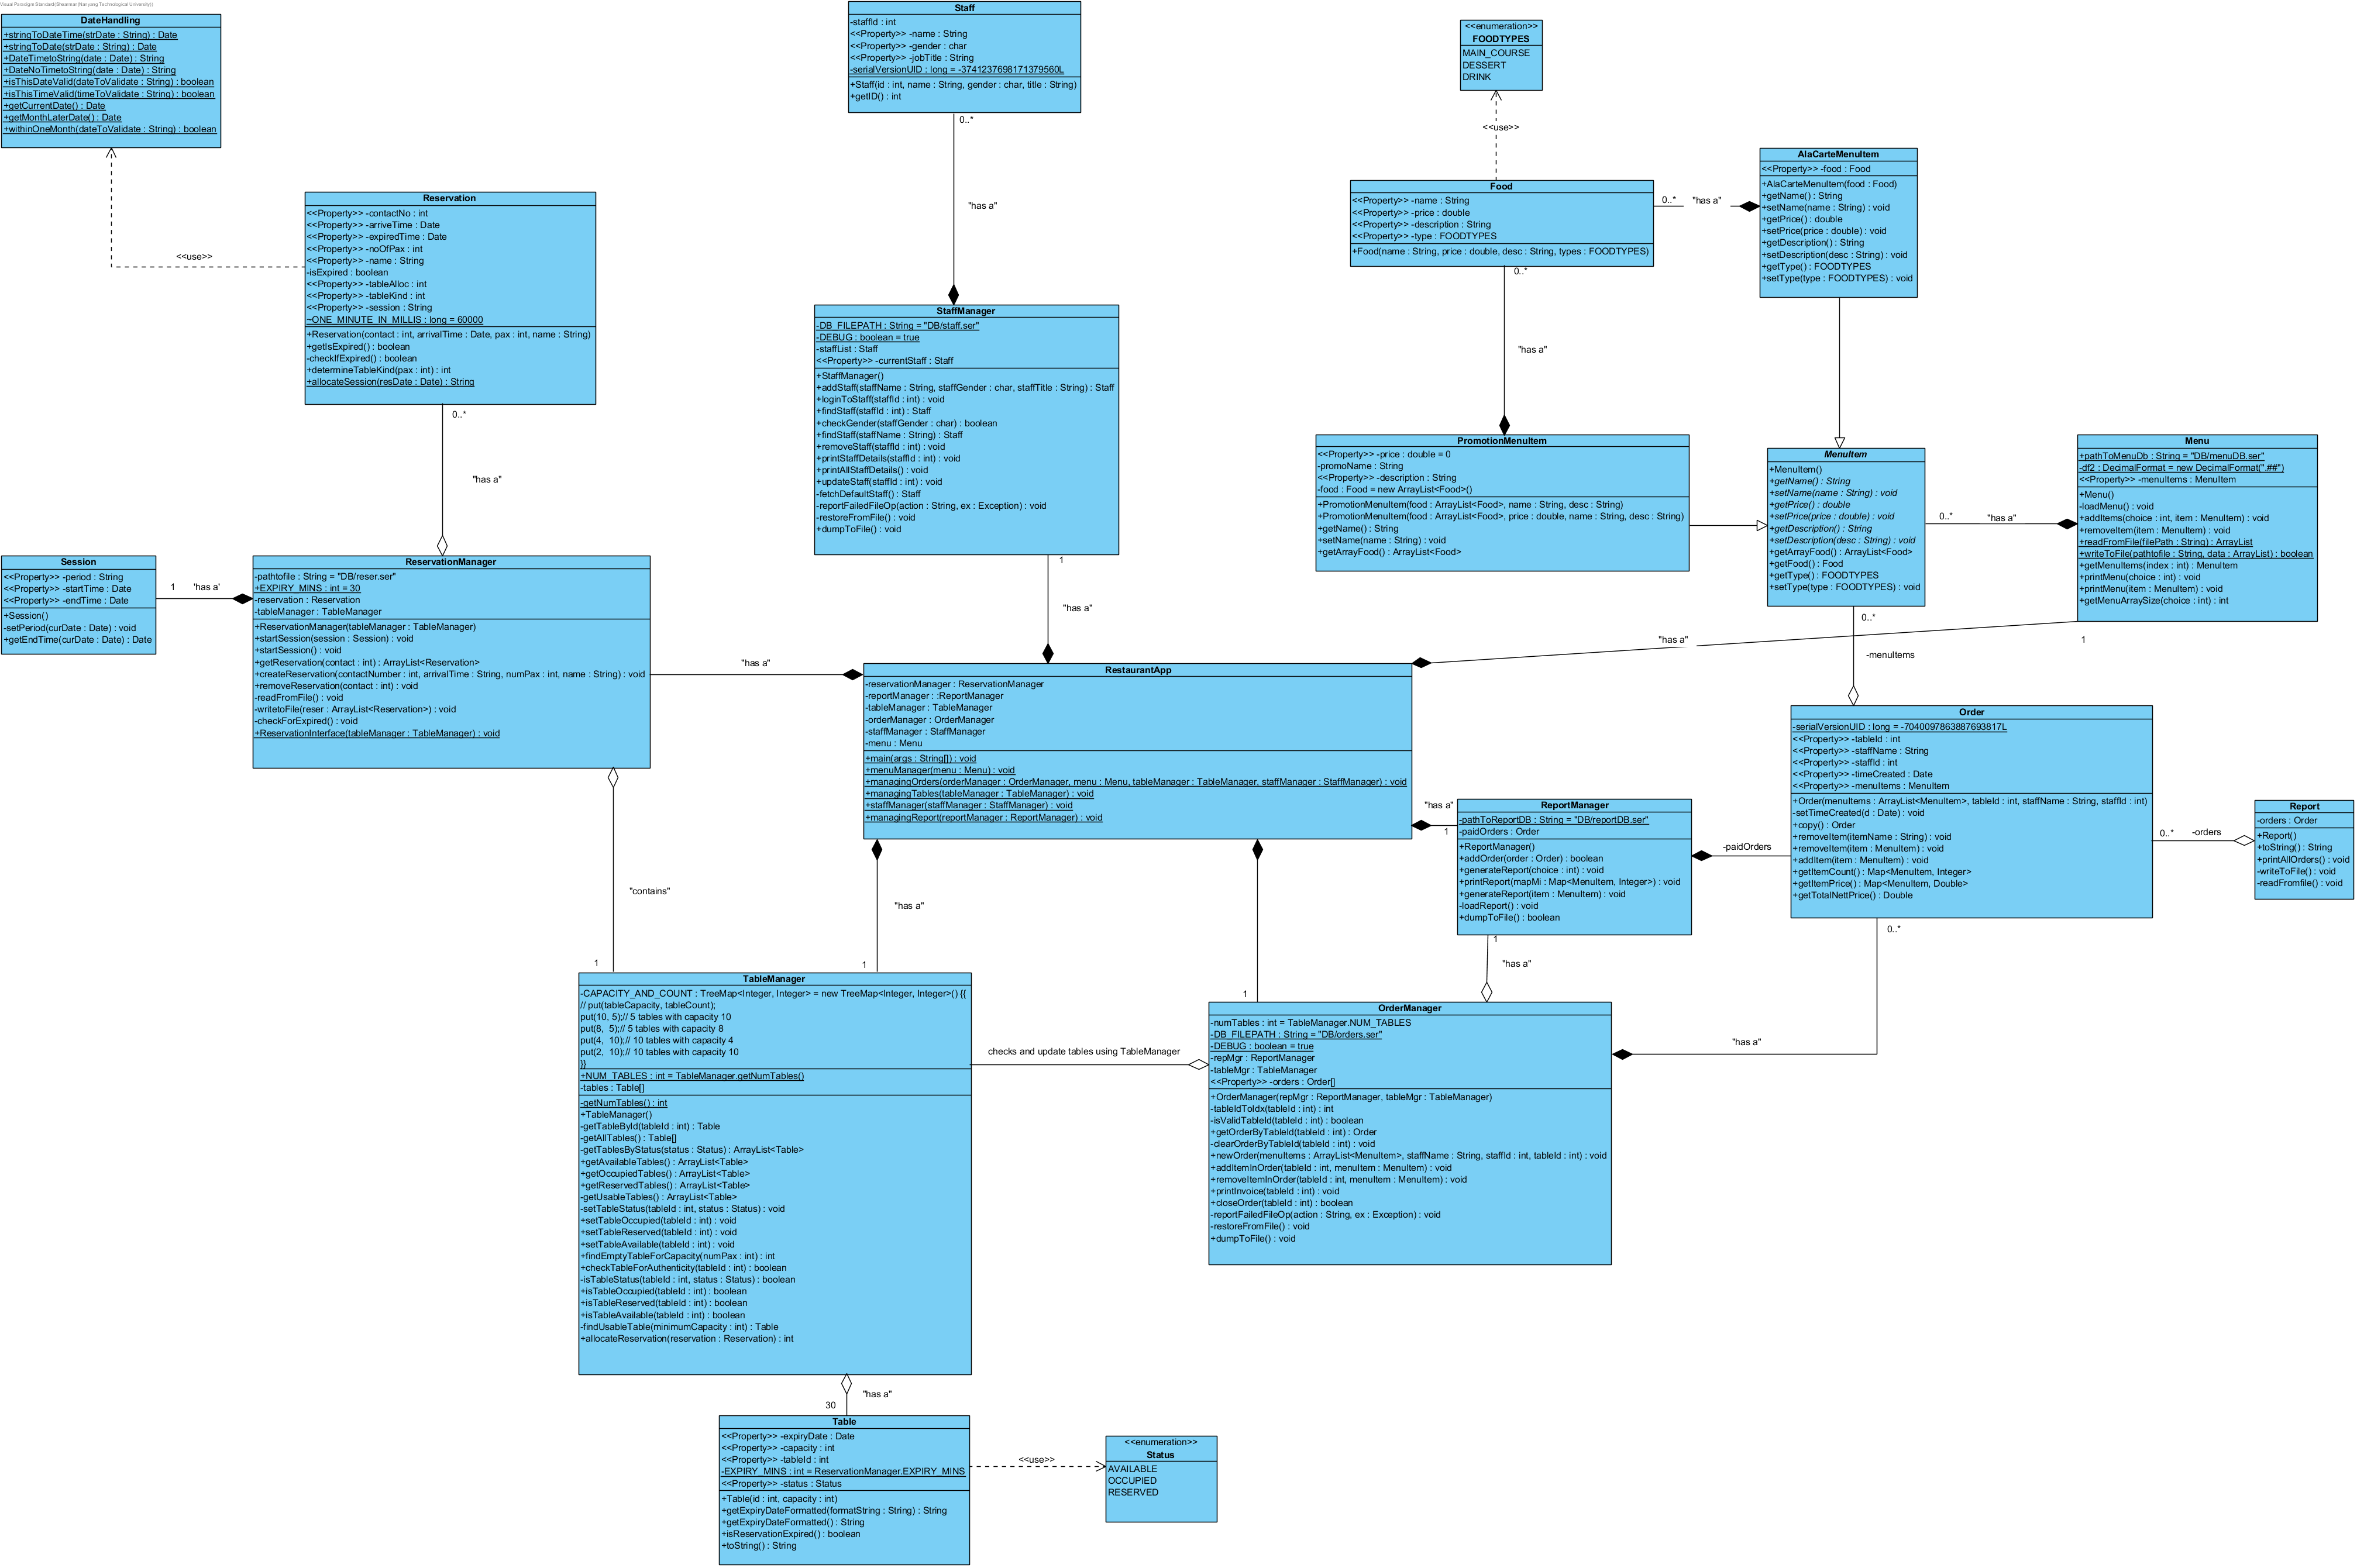 Visual Paradigm Standard(Shearman(Nanyang Technological University))
DateHandling
+stringToDateTime(strDate : String) : Date
+stringToDate(strDate : String) : Date
+DateTimetoString(date : Date) : String
+DateNoTimetoString(date : Date) : String
+isThisDateValid(dateToValidate : String) : boolean
+isThisTimeValid(timeToValidate : String) : boolean
+getCurrentDate() : Date
+getMonthLaterDate() : Date
+withinOneMonth(dateToValidate : String) : boolean
<<use>>
Reservation
<<Property>> -contactNo : int
<<Property>> -arriveTime : Date
<<Property>> -expiredTime : Date
<<Property>> -noOfPax : int
<<Property>> -name : String
-isExpired : boolean
<<Property>> -tableAlloc : int
<<Property>> -tableKind : int
<<Property>> -session : String
~ONE_MINUTE_IN_MILLIS : long = 60000
+Reservation(contact : int, arrivalTime : Date, pax : int, name : String)
+getIsExpired() : boolean
-checkIfExpired() : boolean
+determineTableKind(pax : int) : int
+allocateSession(resDate : Date) : String
0..*
"has a"
Staff
-staffId : int
<<Property>> -name : String
<<Property>> -gender : char
<<Property>> -jobTitle : String
-serialVersionUID : long = -3741237698171379560L
+Staff(id : int, name : String, gender : char, title : String)
+getID() : int
0..*
"has a"
StaffManager
-DB_FILEPATH : String = "DB/staff.ser"
-DEBUG : boolean = true
-staffList : Staff
<<Property>> -currentStaff : Staff
+StaffManager()
+addStaff(staffName : String, staffGender : char, staffTitle : String) : Staff
+loginToStaff(staffId : int) : void
+findStaff(staffId : int) : Staff
+checkGender(staffGender : char) : boolean
+findStaff(staffName : String) : Staff
+removeStaff(staffId : int) : void
+printStaffDetails(staffId : int) : void
+printAllStaffDetails() : void
+updateStaff(staffId : int) : void
-fetchDefaultStaff() : Staff
-reportFailedFileOp(action : String, ex : Exception) : void
-restoreFromFile() : void
+dumpToFile() : void
1
"has a"
<<enumeration>>
FOODTYPES
MAIN_COURSE
DESSERT
DRINK
<<use>>
Food
<<Property>> -name : String
<<Property>> -price : double
<<Property>> -description : String
<<Property>> -type : FOODTYPES
+Food(name : String, price : double, desc : String, types : FOODTYPES)
0..*
"has a"
0..*
"has a"
AlaCarteMenuItem
<<Property>> -food : Food
+AlaCarteMenuItem(food : Food)
+getName() : String
+setName(name : String) : void
+getPrice() : double
+setPrice(price : double) : void
+getDescription() : String
+setDescription(desc : String) : void
+getType() : FOODTYPES
+setType(type : FOODTYPES) : void
PromotionMenuItem
<<Property>> -price : double = 0
-promoName : String
<<Property>> -description : String
-food : Food = new ArrayList<Food>()
+PromotionMenuItem(food : ArrayList<Food>, name : String, desc : String)
+PromotionMenuItem(food : ArrayList<Food>, price : double, name : String, desc : String)
+getName() : String
+setName(name : String) : void
+getArrayFood() : ArrayList<Food>
MenuItem
+MenuItem()
+getName() : String
+setName(name : String) : void
+getPrice() : double
+setPrice(price : double) : void
+getDescription() : String
+setDescription(desc : String) : void
+getArrayFood() : ArrayList<Food>
+getFood() : Food
+getType() : FOODTYPES
+setType(type : FOODTYPES) : void
0..*
"has a"
0..*
-menuItems
Menu
+pathToMenuDb : String = "DB/menuDB.ser"
-df2 : DecimalFormat = new DecimalFormat(".##")
<<Property>> -menuItems : MenuItem
+Menu()
-loadMenu() : void
+addItems(choice : int, item : MenuItem) : void
+removeItem(item : MenuItem) : void
+readFromFile(filePath : String) : ArrayList
+writeToFile(pathtofile : String, data : ArrayList) : boolean
+getMenuItems(index : int) : MenuItem
+printMenu(choice : int) : void
+printMenu(item : MenuItem) : void
+getMenuArraySize(choice : int) : int
1
"has a"
Session
<<Property>> -period : String
<<Property>> -startTime : Date
<<Property>> -endTime : Date
+Session()
-setPeriod(curDate : Date) : void
+getEndTime(curDate : Date) : Date
1
'has a'
ReservationManager
-pathtofile : String = "DB/reser.ser"
+EXPIRY_MINS : int = 30
-reservation : Reservation
-tableManager : TableManager
+ReservationManager(tableManager : TableManager)
+startSession(session : Session) : void
+startSession() : void
+getReservation(contact : int) : ArrayList<Reservation>
+createReservation(contactNumber : int, arrivalTime : String, numPax : int, name : String) : void
+removeReservation(contact : int) : void
-readFromFile() : void
-writetoFile(reser : ArrayList<Reservation>) : void
-checkForExpired() : void
+ReservationInterface(tableManager : TableManager) : void
"has a"
"contains"
1
RestaurantApp
-reservationManager : ReservationManager
-reportManager : :ReportManager
-tableManager : TableManager
-orderManager : OrderManager
-staffManager : StaffManager
-menu : Menu
+main(args : String[]) : void
+menuManager(menu : Menu) : void
+managingOrders(orderManager : OrderManager, menu : Menu, tableManager : TableManager, staffManager : StaffManager) : void
+managingTables(tableManager : TableManager) : void
+staffManager(staffManager : StaffManager) : void
+managingReport(reportManager : ReportManager) : void
"has a"
1
"has a"
1
1
ReportManager
-pathToReportDB : String = "DB/reportDB.ser"
-paidOrders : Order
+ReportManager()
+addOrder(order : Order) : boolean
+generateReport(choice : int) : void
+printReport(mapMi : Map<MenuItem, Integer>) : void
+generateReport(item : MenuItem) : void
-loadReport() : void
+dumpToFile() : boolean
1
"has a"
-paidOrders
Order
-serialVersionUID : long = -7040097863887693817L
<<Property>> -tableId : int
<<Property>> -staffName : String
<<Property>> -staffId : int
<<Property>> -timeCreated : Date
<<Property>> -menuItems : MenuItem
+Order(menuItems : ArrayList<MenuItem>, tableId : int, staffName : String, staffId : int)
-setTimeCreated(d : Date) : void
+copy() : Order
+removeItem(itemName : String) : void
+removeItem(item : MenuItem) : void
+addItem(item : MenuItem) : void
+getItemCount() : Map<MenuItem, Integer>
+getItemPrice() : Map<MenuItem, Double>
+getTotalNettPrice() : Double
0..*
-orders
0..*
"has a"
Report
-orders : Order
+Report()
+toString() : String
+printAllOrders() : void
-writeToFile() : void
-readFromfile() : void
TableManager
-CAPACITY_AND_COUNT : TreeMap<Integer, Integer> = new TreeMap<Integer, Integer>() {{
// put(tableCapacity, tableCount);
put(10, 5);// 5 tables with capacity 10
put(8, 5);// 5 tables with capacity 8
put(4, 10);// 10 tables with capacity 4
put(2, 10);// 10 tables with capacity 10
}}
+NUM_TABLES : int = TableManager.getNumTables()
-tables : Table[]
-getNumTables() : int
+TableManager()
-getTableById(tableId : int) : Table
-getAllTables() : Table[]
-getTablesByStatus(status : Status) : ArrayList<Table>
+getAvailableTables() : ArrayList<Table>
+getOccupiedTables() : ArrayList<Table>
+getReservedTables() : ArrayList<Table>
-getUsableTables() : ArrayList<Table>
-setTableStatus(tableId : int, status : Status) : void
+setTableOccupied(tableId : int) : void
+setTableReserved(tableId : int) : void
+setTableAvailable(tableId : int) : void
+findEmptyTableForCapacity(numPax : int) : int
+checkTableForAuthenticity(tableId : int) : boolean
-isTableStatus(tableId : int, status : Status) : boolean
+isTableOccupied(tableId : int) : boolean
+isTableReserved(tableId : int) : boolean
+isTableAvailable(tableId : int) : boolean
-findUsableTable(minimumCapacity : int) : Table
+allocateReservation(reservation : Reservation) : int
checks and update tables using TableManager
OrderManager
-numTables : int = TableManager.NUM_TABLES
-DB_FILEPATH : String = "DB/orders.ser"
-DEBUG : boolean = true
-repMgr : ReportManager
-tableMgr : TableManager
<<Property>> -orders : Order[]
+OrderManager(repMgr : ReportManager, tableMgr : TableManager)
-tableIdToIdx(tableId : int) : int
-isValidTableId(tableId : int) : boolean
+getOrderByTableId(tableId : int) : Order
-clearOrderByTableId(tableId : int) : void
+newOrder(menuItems : ArrayList<MenuItem>, staffName : String, staffId : int, tableId : int) : void
+addItemInOrder(tableId : int, menuItem : MenuItem) : void
+removeItemInOrder(tableId : int, menuItem : MenuItem) : void
+printInvoice(tableId : int) : void
+closeOrder(tableId : int) : boolean
-reportFailedFileOp(action : String, ex : Exception) : void
-restoreFromFile() : void
+dumpToFile() : void
"has a"
30
Table
<<Property>> -expiryDate : Date
<<Property>> -capacity : int
<<Property>> -tableId : int
-EXPIRY_MINS : int = ReservationManager.EXPIRY_MINS
<<Property>> -status : Status
+Table(id : int, capacity : int)
+getExpiryDateFormatted(formatString : String) : String
+getExpiryDateFormatted() : String
+isReservationExpired() : boolean
+toString() : String
<<use>>
<<enumeration>>
Status
AVAILABLE
OCCUPIED
RESERVED